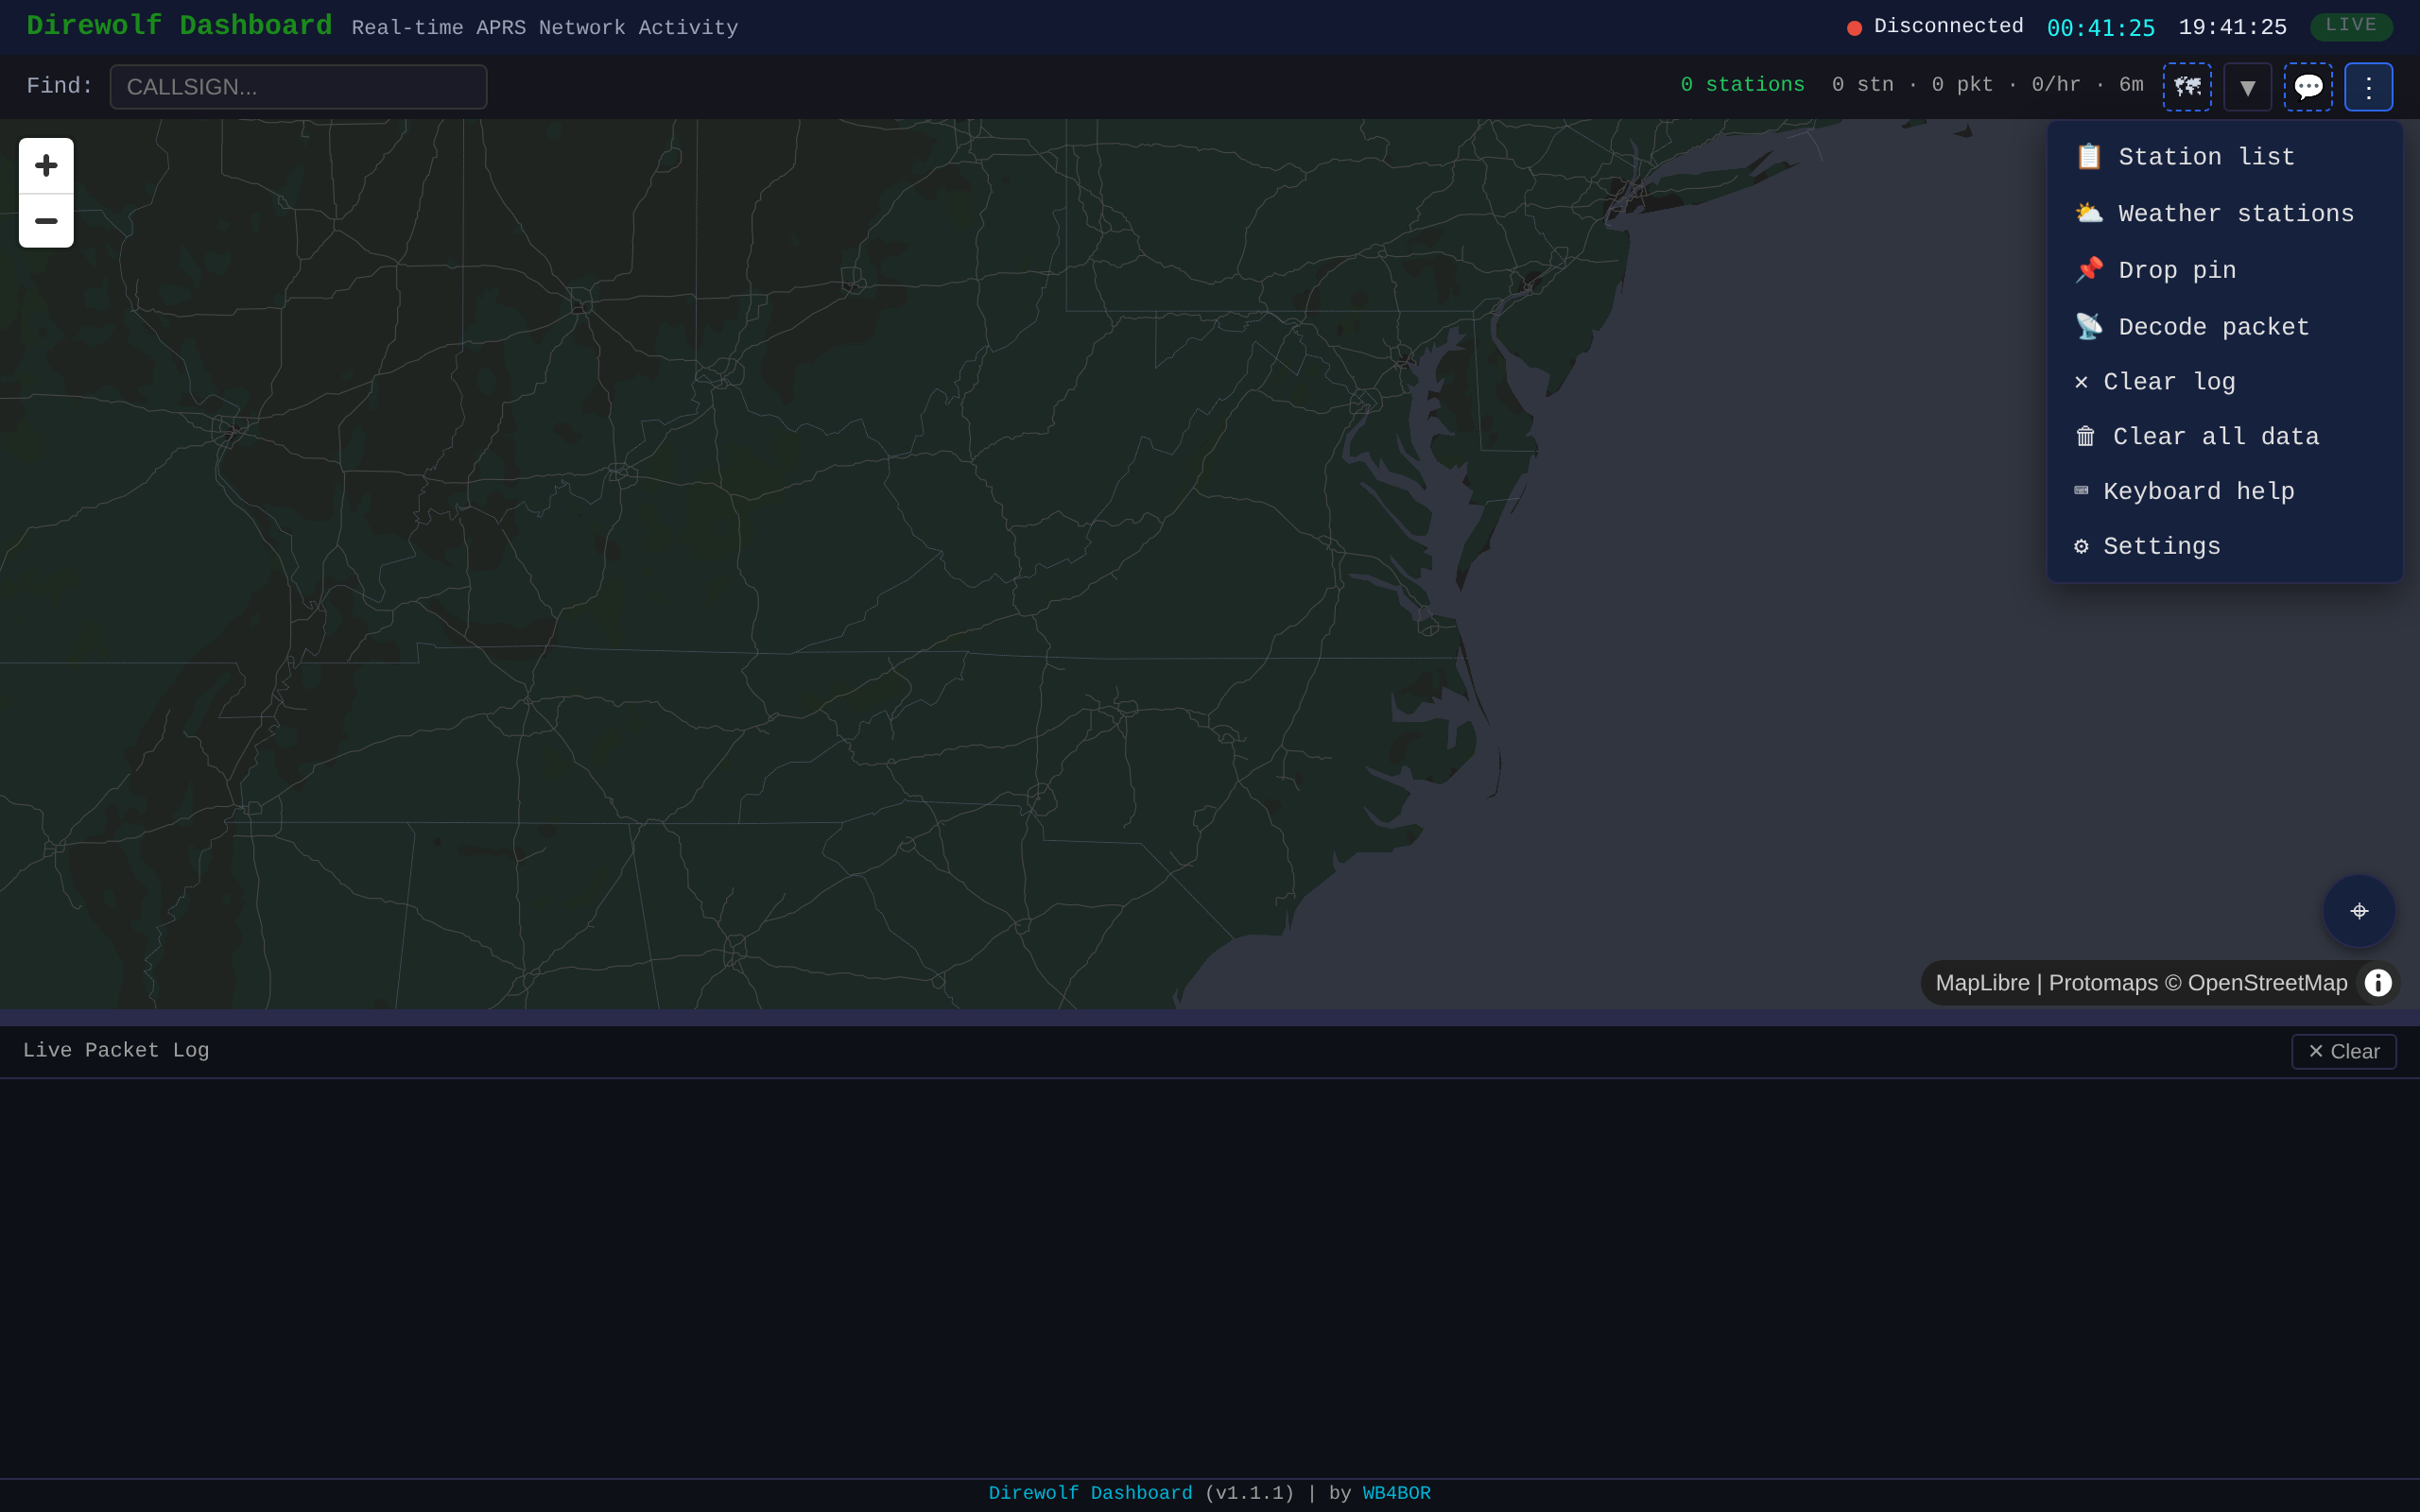 Direwolf Dashboard Real-time APRS Network Activity
Disconnected 00:41:25 19:41:25 LIVE
Find: CALLSIGN...
0 stations 0 stn · 0 pkt · 0/hr · 6m
Station list
Weather stations
Drop pin
Decode packet
✕ Clear log
Clear all data
Keyboard help
Settings
MapLibre | Protomaps © OpenStreetMap
Live Packet Log
✕ Clear
Direwolf Dashboard (v1.1.1) | by WB4BOR